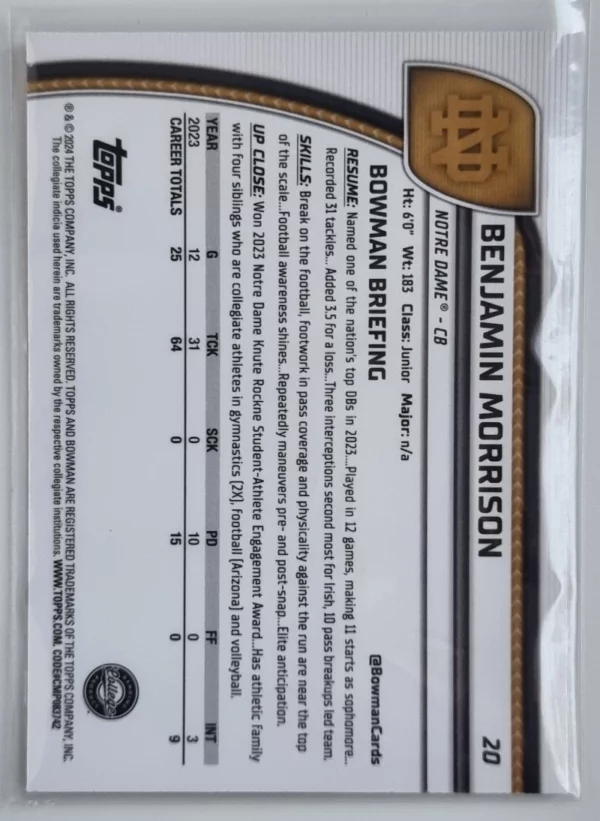 BENJAMIN MORRISON 20
NOTRE DAME® - CB
ND
Ht: 6'0" Wt: 183 Class: Junior Major: n/a
BOWMAN BRIEFING @BowmanCards
RESUME: Named one of the nation's top DBs in 2023....Played in 12 games, making 11 starts as sophomore...
Recorded 31 tackles... Added 3.5 for a loss...Three interceptions second most for Irish, 10 pass breakups led team.
SKILLS: Break on the football, footwork in pass coverage and physicality against the run are near the top
of the scale...Football awareness shines...Repeatedly maneuvers pre- and post-snap...Elite anticipation.
UP CLOSE: Won 2023 Notre Dame Knute Rockne Student-Athlete Engagement Award...Has athletic family
with four siblings who are collegiate athletes in gymnastics (2X), football (Arizona) and volleyball.
YEAR G TCK SCK PD FF INT
2023 12 31 0 10 0 3
CAREER TOTALS 25 64 0 15 0 9
topps®
College
® & © 2024 THE TOPPS COMPANY, INC. ALL RIGHTS RESERVED. TOPPS AND BOWMAN ARE REGISTERED TRADEMARKS OF THE TOPPS COMPANY, INC.
The collegiate indicia used herein are trademarks owned by the respective collegiate institutions. WWW.TOPPS.COM. CODE#CMP083742